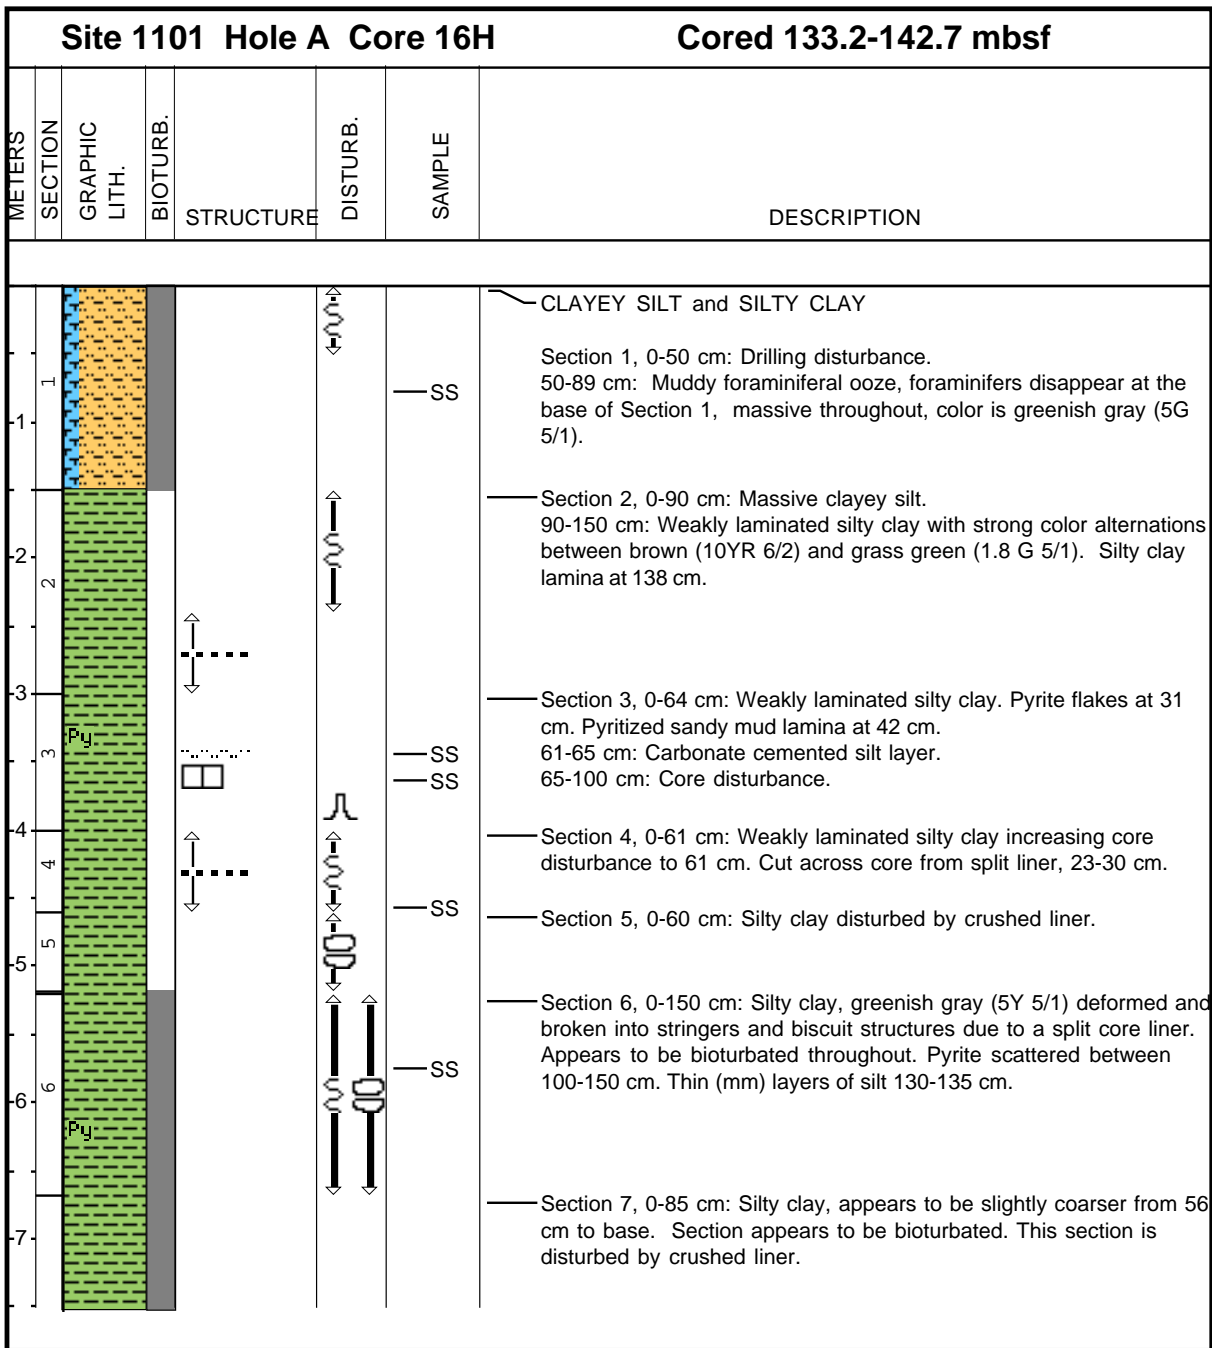 Site 1101 Hole A Core 16H Cored 133.2-142.7 mbsf
METERS
SECTION
GRAPHIC
LITH.
BIOTURB.
STRUCTURE
DISTURB.
SAMPLE
DESCRIPTION
CLAYEY SILT and SILTY CLAY
Section 1, 0-50 cm: Drilling disturbance.
50-89 cm: Muddy foraminiferal ooze, foraminifers disappear at the
base of Section 1, massive throughout, color is greenish gray (5G
5/1).
1
SS
1
Section 2, 0-90 cm: Massive clayey silt.
90-150 cm: Weakly laminated silty clay with strong color alternations
between brown (10YR 6/2) and grass green (1.8 G 5/1). Silty clay
lamina at 138 cm.
2
2
3
Section 3, 0-64 cm: Weakly laminated silty clay. Pyrite flakes at 31
cm. Pyritized sandy mud lamina at 42 cm.
61-65 cm: Carbonate cemented silt layer.
65-100 cm: Core disturbance.
Py
3
SS
SS
4
Section 4, 0-61 cm: Weakly laminated silty clay increasing core
disturbance to 61 cm. Cut across core from split liner, 23-30 cm.
4
SS
Section 5, 0-60 cm: Silty clay disturbed by crushed liner.
5
5
Section 6, 0-150 cm: Silty clay, greenish gray (5Y 5/1) deformed and
broken into stringers and biscuit structures due to a split core liner.
Appears to be bioturbated throughout. Pyrite scattered between
100-150 cm. Thin (mm) layers of silt 130-135 cm.
SS
6
6
Py
Section 7, 0-85 cm: Silty clay, appears to be slightly coarser from 56
cm to base. Section appears to be bioturbated. This section is
disturbed by crushed liner.
7